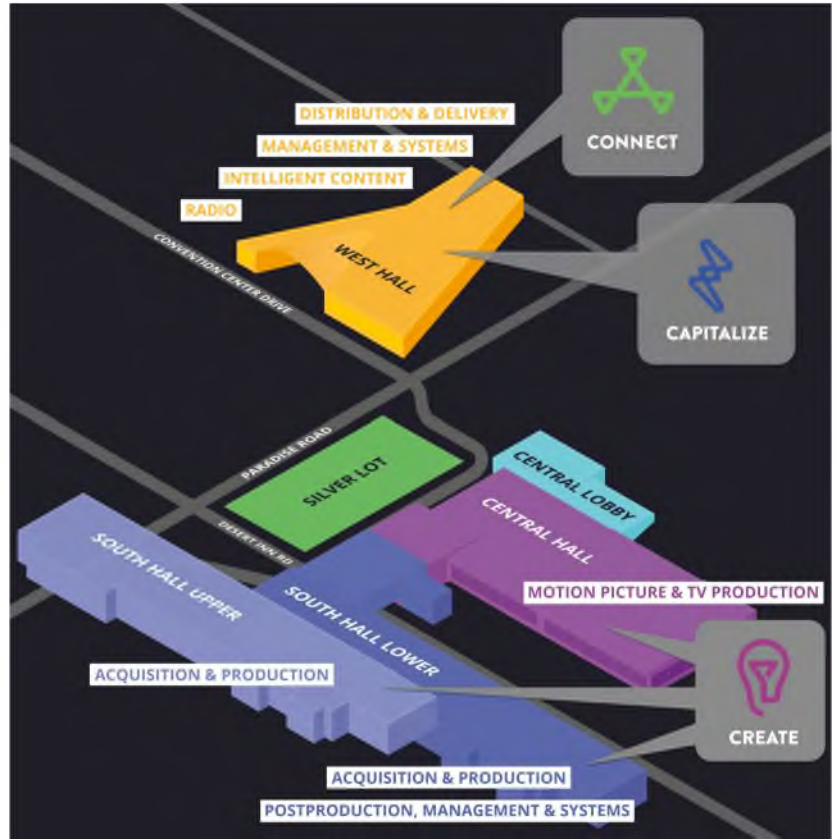 DISTRIBUTION & DELIVERY
MANAGEMENT & SYSTEMS
INTELLIGENT CONTENT
RADIO
CONNECT
WEST HALL
CONVENTION CENTER DRIVE
CAPITALIZE
PARADISE ROAD
SILVER LOT
DESERT INN RD
CENTRAL LOBBY
CENTRAL HALL
SOUTH HALL UPPER
SOUTH HALL LOWER
MOTION PICTURE & TV PRODUCTION
ACQUISITION & PRODUCTION
CREATE
ACQUISITION & PRODUCTION
POSTPRODUCTION, MANAGEMENT & SYSTEMS